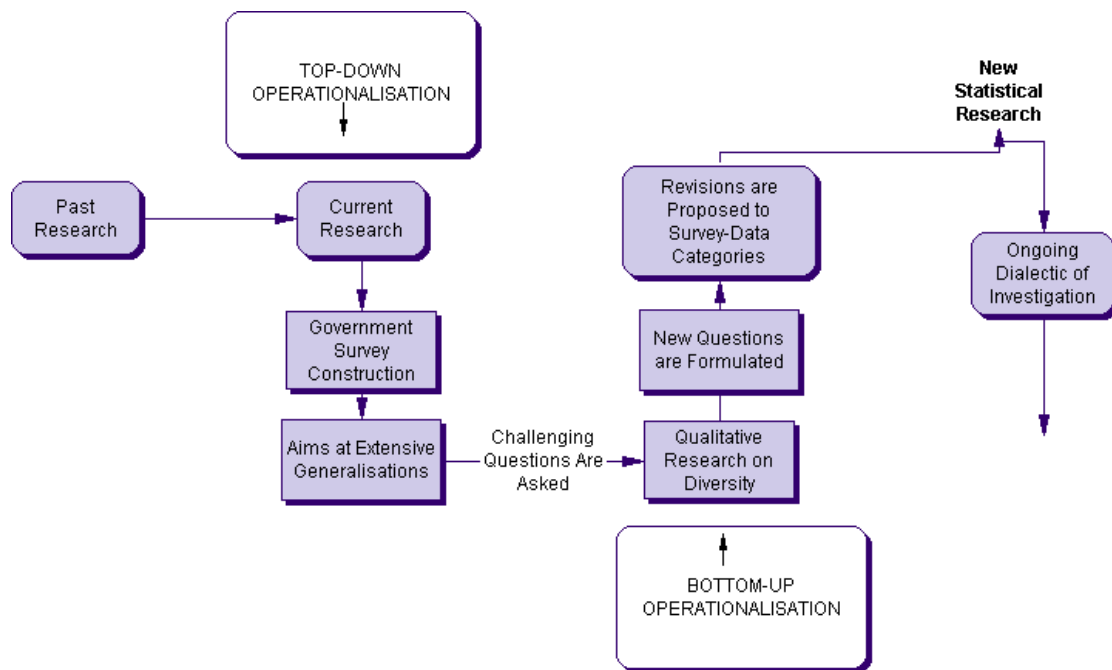 TOP-DOWN
OPERATIONALISATION
Past
Research
Current
Research
Government
Survey
Construction
Aims at Extensive
Generalisations
Challenging
Questions Are
Asked
Qualitative
Research on
Diversity
BOTTOM-UP
OPERATIONALISATION
New Questions
are Formulated
Revisions are
Proposed to
Survey-Data
Categories
New
Statistical
Research
Ongoing
Dialectic of
Investigation